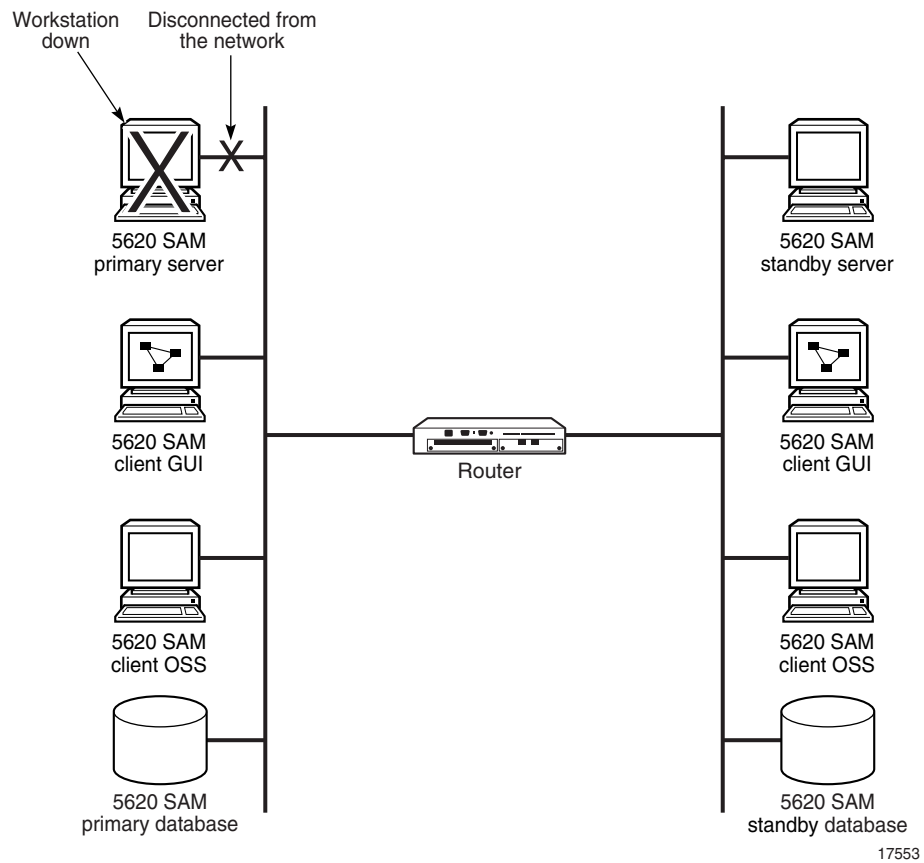 Workstation
down
Disconnected from
the network
5620 SAM
primary server
5620 SAM
standby server
5620 SAM
client GUI
5620 SAM
client GUI
Router
5620 SAM
client OSS
5620 SAM
client OSS
5620 SAM
primary database
5620 SAM
standby database
17553